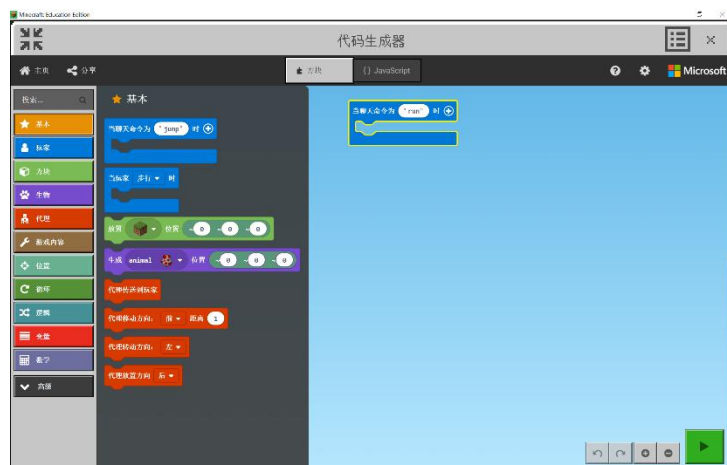 Minecraft: Education Edition
代码生成器
主页 分享 方块 {} JavaScript Microsoft
搜索...
基本
玩家
方块
生物
代理
游戏内容
位置
循环
逻辑
变量
数学
高级
基本
当聊天命令为 "jump" 时
当玩家 步行 时
放置 位置 ~0 ~0 ~0
生成 animal 位置 ~0 ~0 ~0
代理传送到玩家
代理移动方向: 前 距离 1
代理转动方向: 左
代理放置方向 后
当聊天命令为 "run" 时